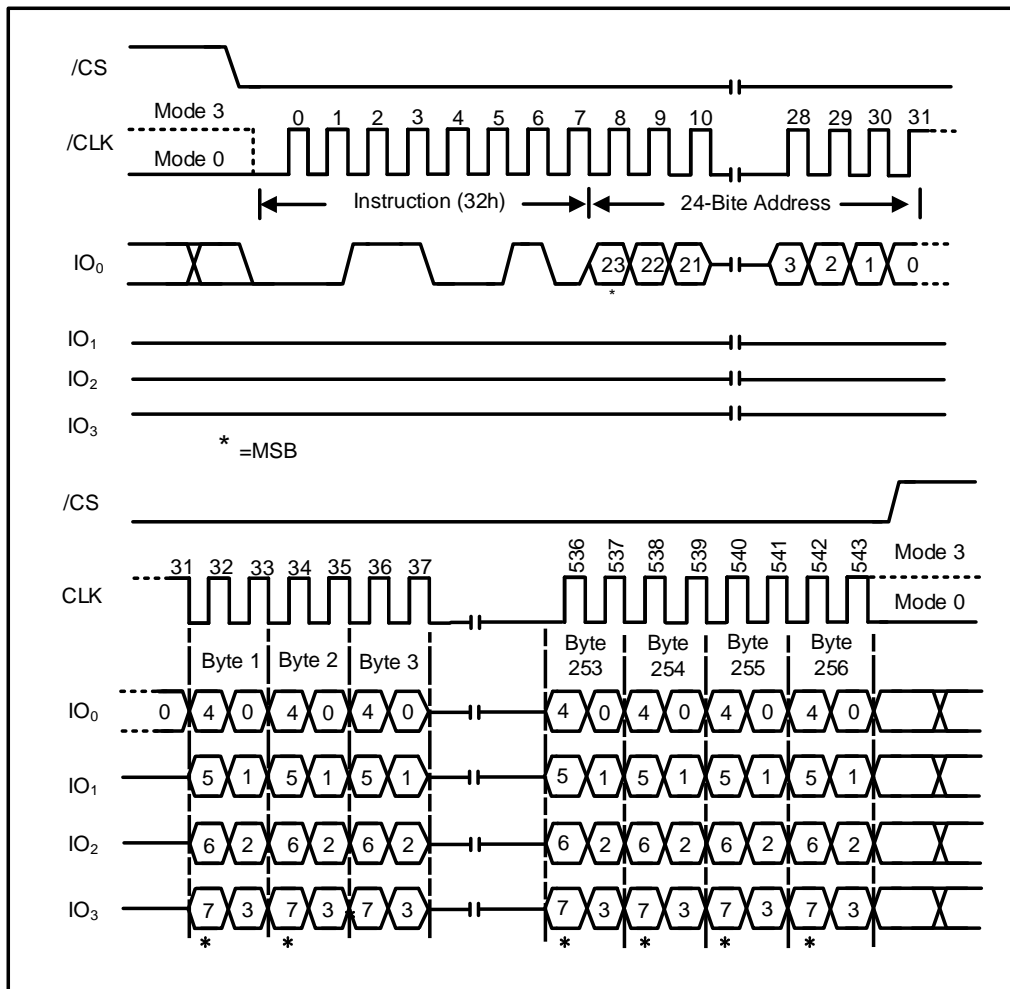 /CS
Mode 3
/CLK
Mode 0
0 1 2 3 4 5 6 7 8 9 10 28 29 30 31
Instruction (32h) 24-Bite Address
IO0 23 22 21 3 2 1 0
*
IO1
IO2
IO3
* =MSB
/CS
31 32 33 34 35 36 37 536 537 538 539 540 541 542 543 Mode 3
CLK Mode 0
Byte 1 Byte 2 Byte 3 Byte 253 Byte 254 Byte 255 Byte 256
IO0 0 4 0 4 0 4 0 4 0 4 0 4 0 4 0
IO1 5 1 5 1 5 1 5 1 5 1 5 1 5 1
IO2 6 2 6 2 6 2 6 2 6 2 6 2 6 2
IO3 7 3 7 3 7 3 7 3 7 3 7 3 7 3
* * * * * * *